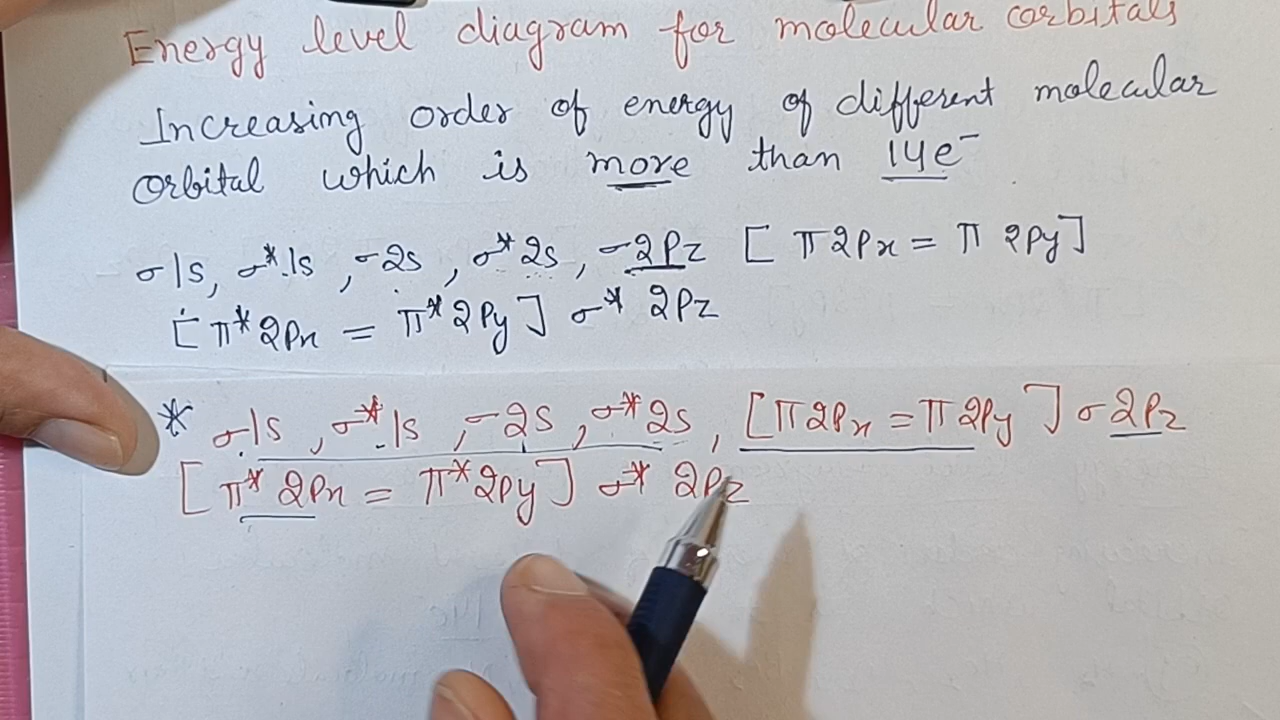 Energy level diagram for molecular orbitals
Increasing order of energy of different molecular
orbital which is more than 14e⁻
σ1s, σ*1s, σ2s, σ*2s, σ2Pz [π2Px = π2Py]
[π*2Px = π*2Py] σ*2Pz
* σ1s, σ*1s, σ2s, σ*2s, [π2Px = π2Py] σ2Pz
[π*2Px = π*2Py] σ*2Pz